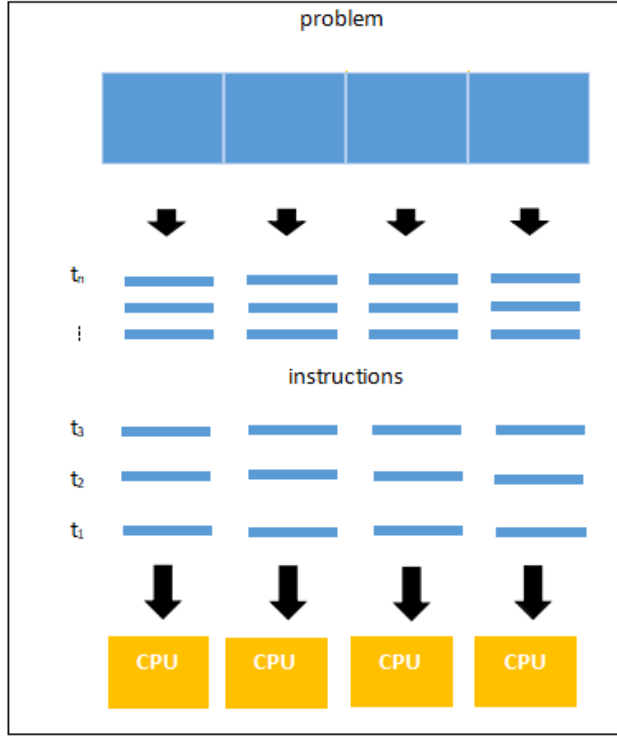 problem
tₙ
⋮
instructions
t₃
t₂
t₁
CPU CPU CPU CPU